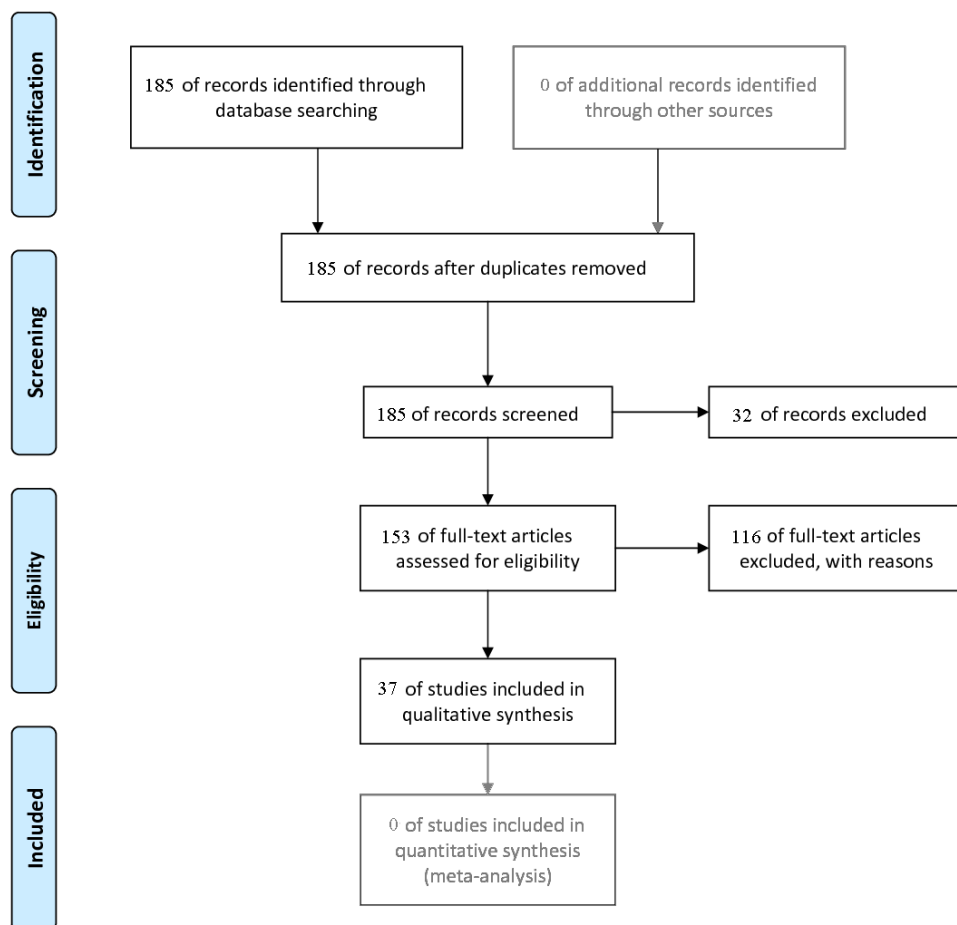 Identification
185 of records identified through
database searching
0 of additional records identified
through other sources
185 of records after duplicates removed
Screening
185 of records screened
32 of records excluded
Eligibility
153 of full-text articles
assessed for eligibility
116 of full-text articles
excluded, with reasons
37 of studies included in
qualitative synthesis
Included
0 of studies included in
quantitative synthesis
(meta-analysis)